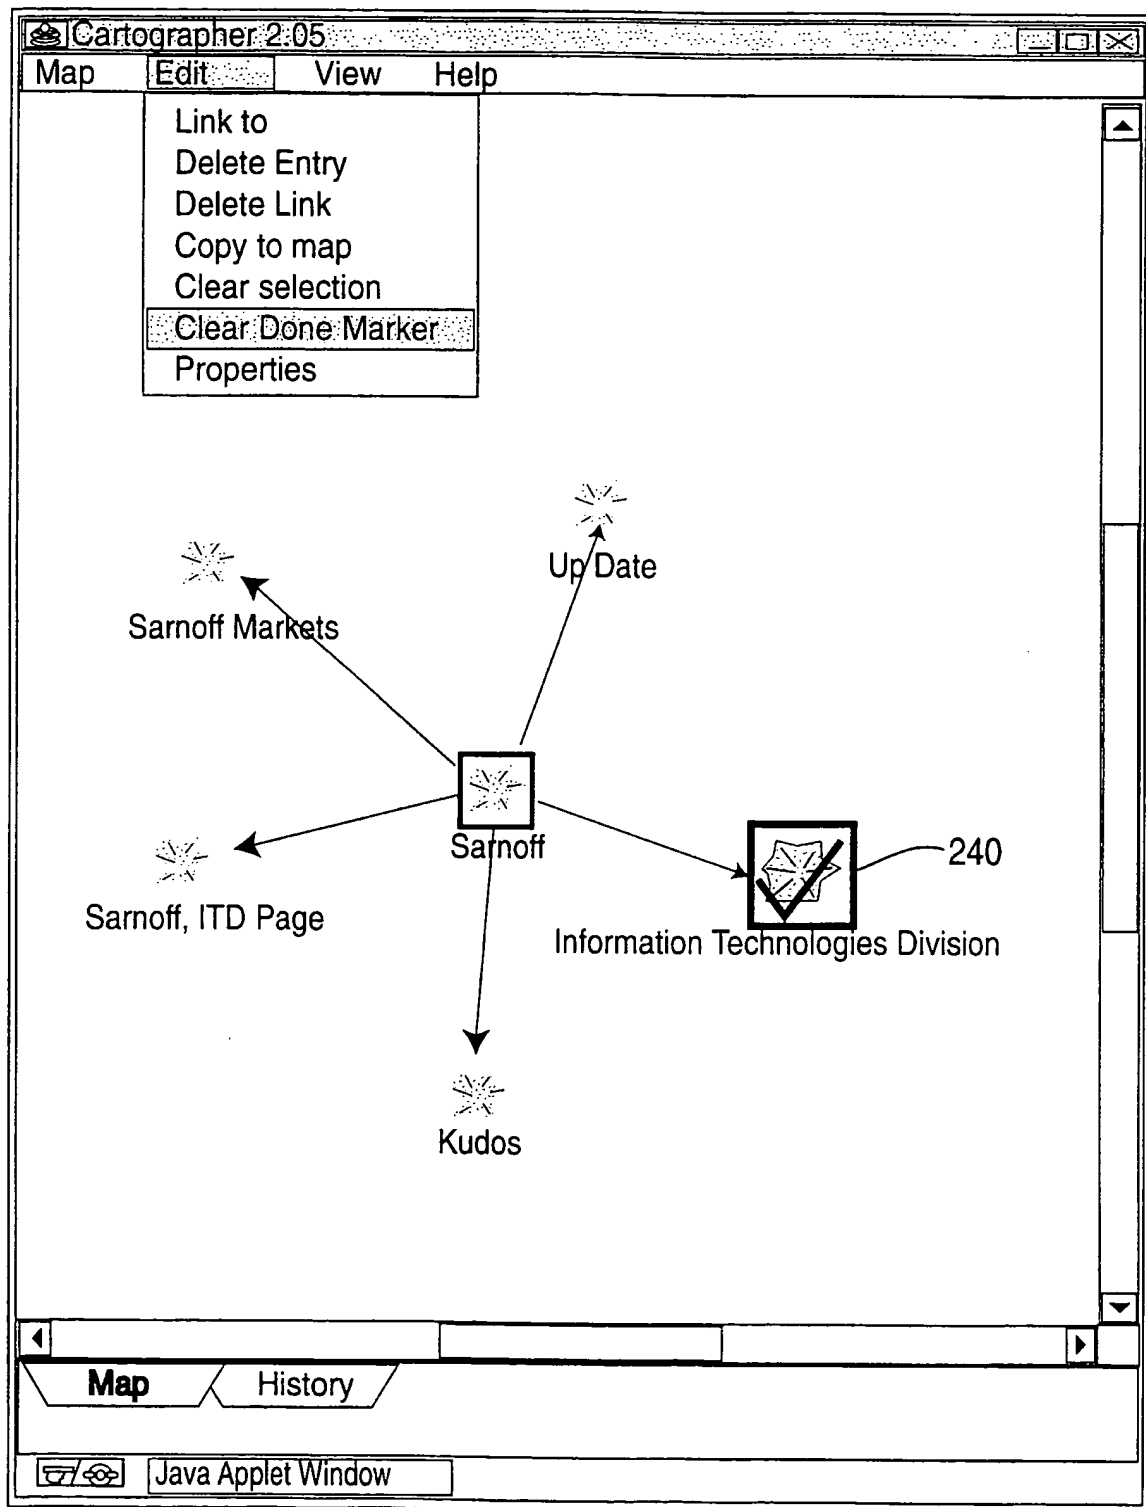 Cartographer 2.05
Map Edit View Help
Link to
Delete Entry
Delete Link
Copy to map
Clear selection
Clear Done Marker
Properties
Up Date
Sarnoff Markets
Sarnoff
240
Sarnoff, ITD Page
Information Technologies Division
Kudos
Map History
Java Applet Window